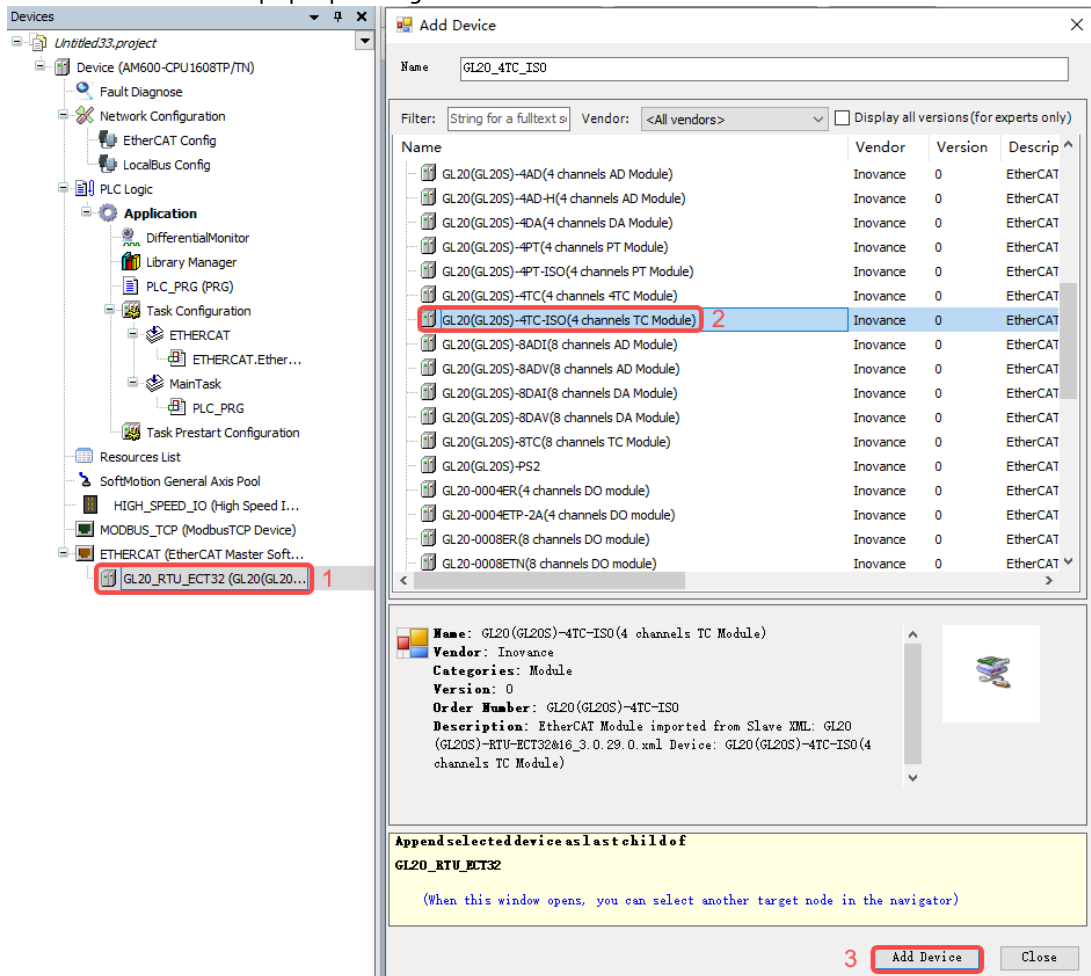 Devices
Untitled33.project
Device (AM600-CPU1608TP/TN)
Fault Diagnose
Network Configuration
EtherCAT Config
LocalBus Config
PLC Logic
Application
DifferentialMonitor
Library Manager
PLC_PRG (PRG)
Task Configuration
ETHERCAT
ETHERCAT.Ether...
MainTask
PLC_PRG
Task Prestart Configuration
Resources List
SoftMotion General Axis Pool
HIGH_SPEED_IO (High Speed I...
MODBUS_TCP (ModbusTCP Device)
ETHERCAT (EtherCAT Master Soft...
GL20_RTU_ECT32 (GL20(GL20... 1
Add Device
Name GL20_4TC_ISO
Filter: String for a fulltext s Vendor: <All vendors> Display all versions(for experts only)
Name Vendor Version Descrip
GL20(GL20S)-4AD(4 channels AD Module) Inovance 0 EtherCAT
GL20(GL20S)-4AD-H(4 channels AD Module) Inovance 0 EtherCAT
GL20(GL20S)-4DA(4 channels DA Module) Inovance 0 EtherCAT
GL20(GL20S)-4PT(4 channels PT Module) Inovance 0 EtherCAT
GL20(GL20S)-4PT-ISO(4 channels PT Module) Inovance 0 EtherCAT
GL20(GL20S)-4TC(4 channels 4TC Module) Inovance 0 EtherCAT
GL20(GL20S)-4TC-ISO(4 channels TC Module) 2 Inovance 0 EtherCAT
GL20(GL20S)-8ADI(8 channels AD Module) Inovance 0 EtherCAT
GL20(GL20S)-8ADV(8 channels AD Module) Inovance 0 EtherCAT
GL20(GL20S)-8DAI(8 channels DA Module) Inovance 0 EtherCAT
GL20(GL20S)-8DAV(8 channels DA Module) Inovance 0 EtherCAT
GL20(GL20S)-8TC(8 channels TC Module) Inovance 0 EtherCAT
GL20(GL20S)-PS2 Inovance 0 EtherCAT
GL20-0004ER(4 channels DO module) Inovance 0 EtherCAT
GL20-0004ETP-2A(4 channels DO module) Inovance 0 EtherCAT
GL20-0008ER(8 channels DO module) Inovance 0 EtherCAT
GL20-0008ETN(8 channels DO module) Inovance 0 EtherCAT
Name: GL20(GL20S)-4TC-ISO(4 channels TC Module)
Vendor: Inovance
Categories: Module
Version: 0
Order Number: GL20(GL20S)-4TC-ISO
Description: EtherCAT Module imported from Slave XML: GL20
(GL20S)-RTU-ECT32&16_3.0.29.0.xml Device: GL20(GL20S)-4TC-ISO(4
channels TC Module)
Append selected device as last child of
GL20_RTU_ECT32
(When this window opens, you can select another target node in the navigator)
3 Add Device Close